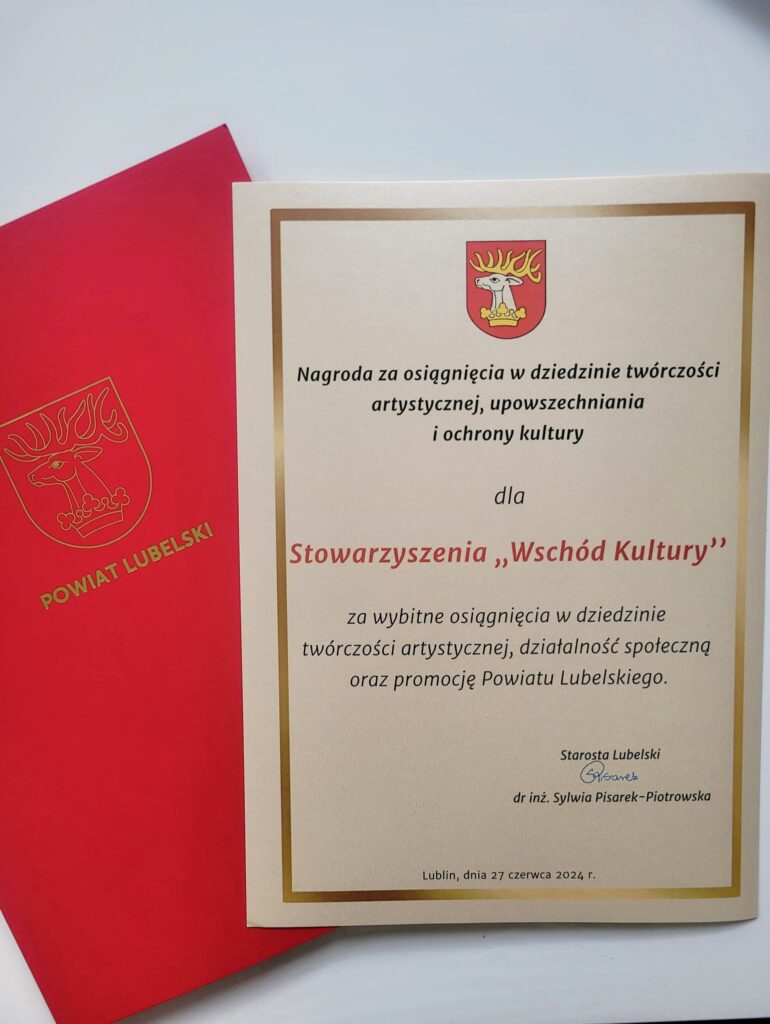 POWIAT LUBELSKI
Nagroda za osiągnięcia w dziedzinie twórczości
artystycznej, upowszechniania
i ochrony kultury
dla
Stowarzyszenia „Wschód Kultury”
za wybitne osiągnięcia w dziedzinie
twórczości artystycznej, działalność społeczną
oraz promocję Powiatu Lubelskiego.
Starosta Lubelski
dr inż. Sylwia Pisarek-Piotrowska
Lublin, dnia 27 czerwca 2024 r.